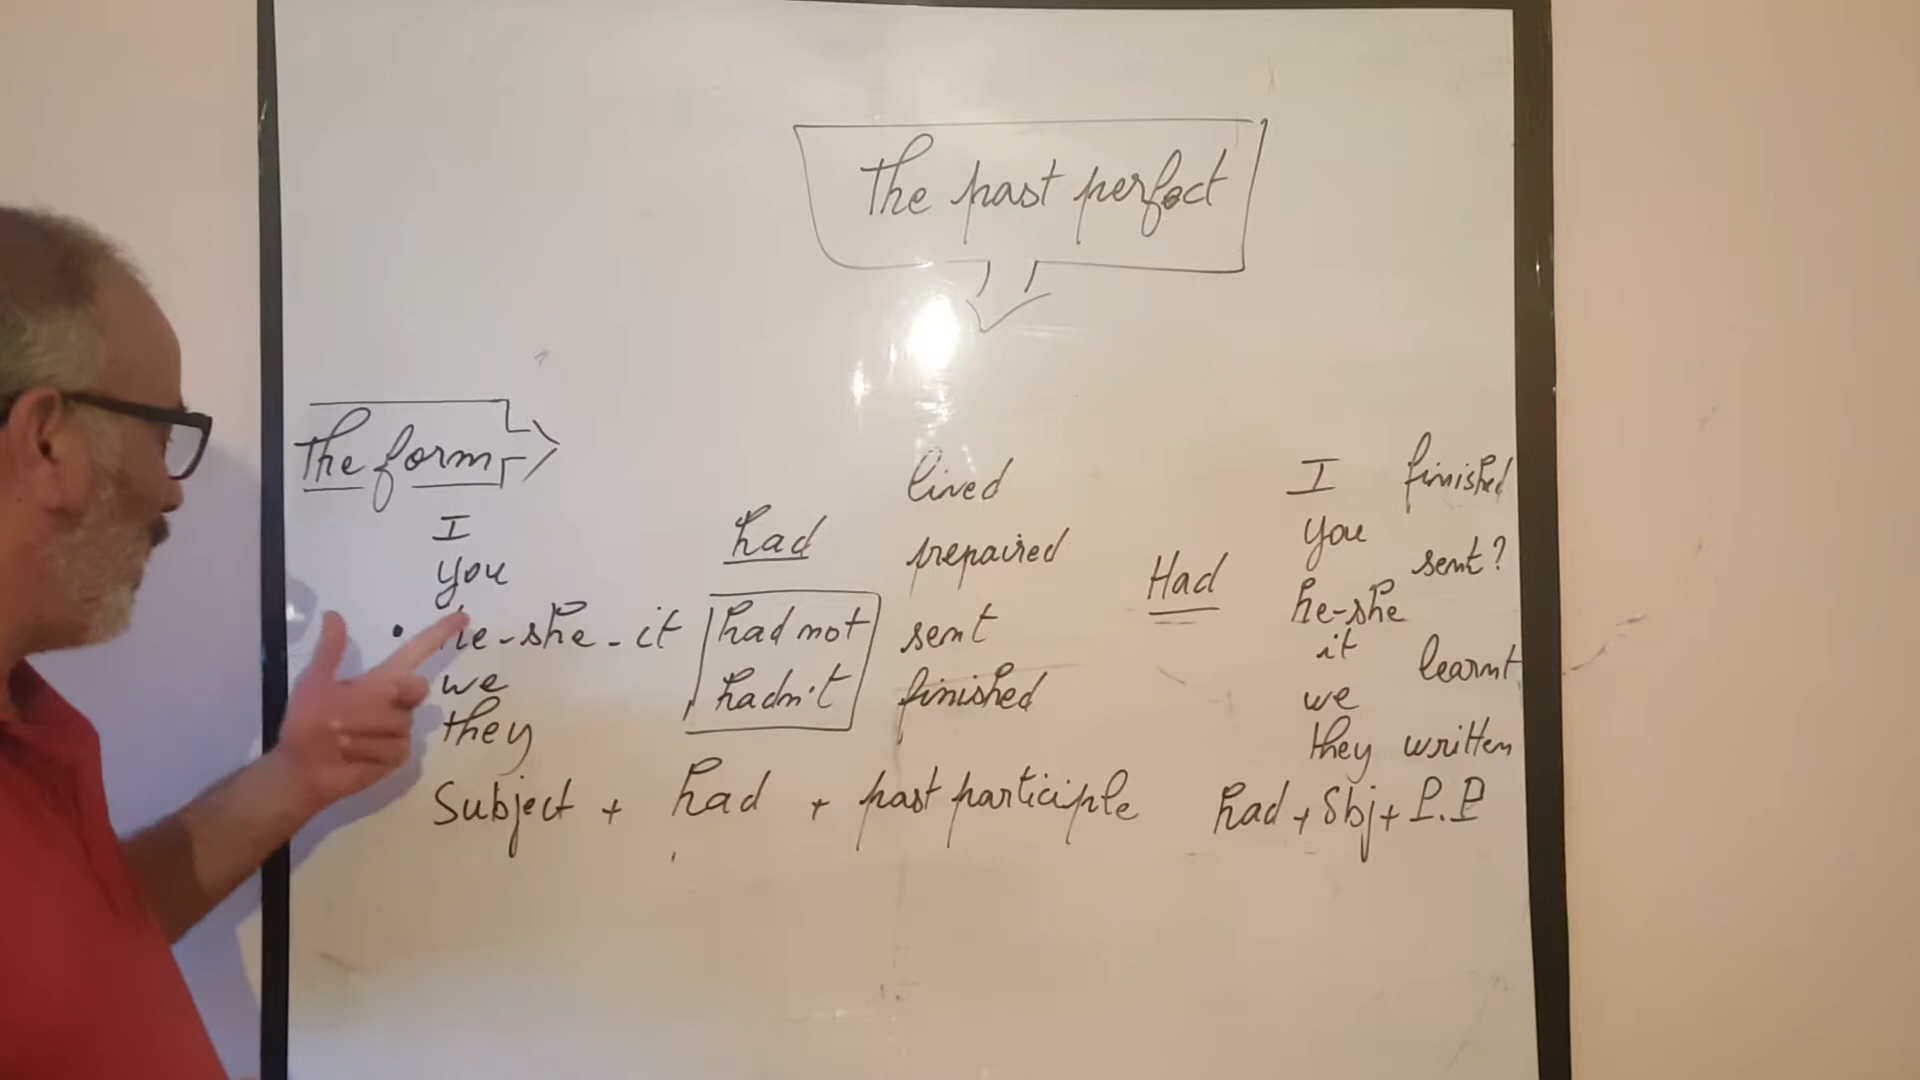 The past perfect
The form
I
you
he-she-it
we
they
had
had not
hadn't
lived
prepaired
sent
finished
Had
I
you
he-she
it
we
they
finished
sent?
learnt
written
Subject + had + past participle
had + Sbj + P.P